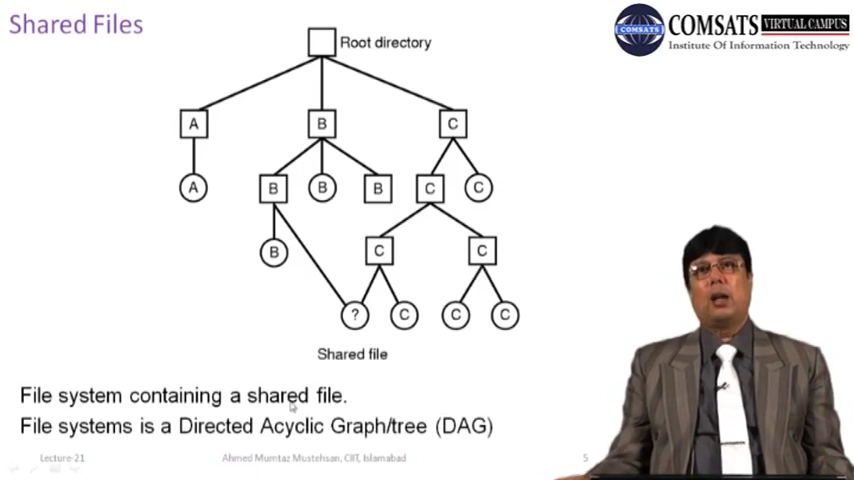 Shared Files
COMSATS
COMSATS VIRTUAL CAMPUS
Institute Of Information Technology
Root directory
A B C
A B B B C C
B C C
? C C C
Shared file
File system containing a shared file.
File systems is a Directed Acyclic Graph/tree (DAG)
Lecture-21 Ahmed Mumtaz Mustehsan, CIIT, Islamabad 5